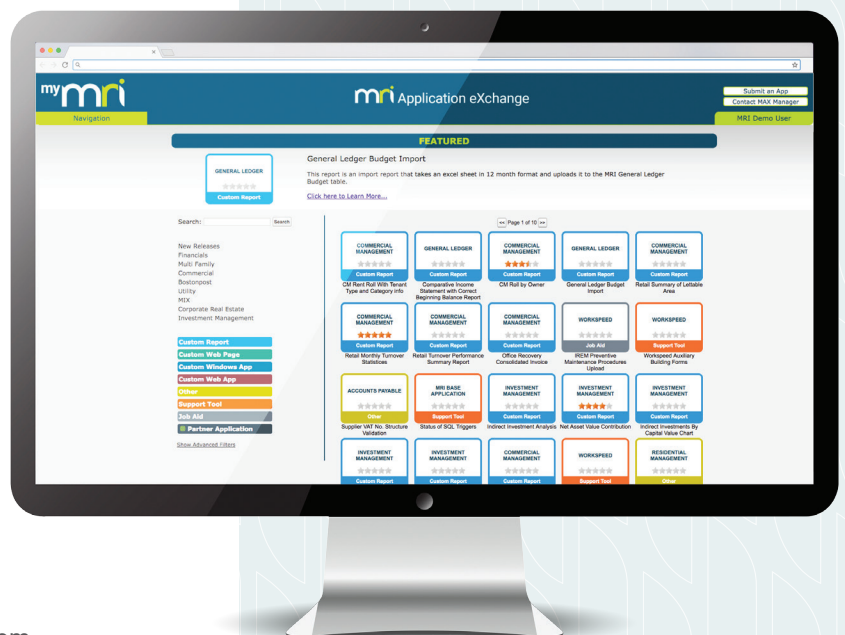 mymri
mri Application eXchange
Submit an App
Contact MAX Manager
Navigation
MRI Demo User
FEATURED
GENERAL LEDGER
Custom Report
General Ledger Budget Import
This report is an import report that takes an excel sheet in 12 month format and uploads it to the MRI General Ledger
Budget table.
Click here to Learn More...
Search:
Search
<< Page 1 of 10 >>
New Releases
Financials
Multi Family
Commercial
Bostonpost
Utility
MIX
Corporate Real Estate
Investment Management
Custom Report
Custom Web Page
Custom Windows App
Custom Web App
Other
Support Tool
Job Aid
Partner Application
Show Advanced Filters
COMMERCIAL
MANAGEMENT
Custom Report
CM Rent Roll With Tenant
Type and Category info
GENERAL LEDGER
Custom Report
Comparative Income
Statement with Correct
Beginning Balance Report
COMMERCIAL
MANAGEMENT
Custom Report
CM Roll by Owner
GENERAL LEDGER
Custom Report
General Ledger Budget
Import
COMMERCIAL
MANAGEMENT
Custom Report
Retail Summary of Lettable
Area
COMMERCIAL
MANAGEMENT
Custom Report
Retail Monthly Turnover
Statistices
COMMERCIAL
MANAGEMENT
Custom Report
Retail Turnover Performance
Summary Report
COMMERCIAL
MANAGEMENT
Custom Report
Office Recovery
Consolidated Invoice
WORKSPEED
Job Aid
IREM Preventive
Maintenance Procedures
Upload
WORKSPEED
Support Tool
Workspeed Auxiliary
Building Forms
ACCOUNTS PAYABLE
Other
Supplier VAT No. Structure
Validation
MRI BASE
APPLICATION
Support Tool
Status of SQL Triggers
INVESTMENT
MANAGEMENT
Custom Report
Indirect Investment Analysis
INVESTMENT
MANAGEMENT
Custom Report
Net Asset Value Contribution
INVESTMENT
MANAGEMENT
Custom Report
Indirect Investments By
Capital Value Chart
INVESTMENT
MANAGEMENT
Custom Report
INVESTMENT
MANAGEMENT
Custom Report
COMMERCIAL
MANAGEMENT
Custom Report
WORKSPEED
Support Tool
RESIDENTIAL
MANAGEMENT
Other